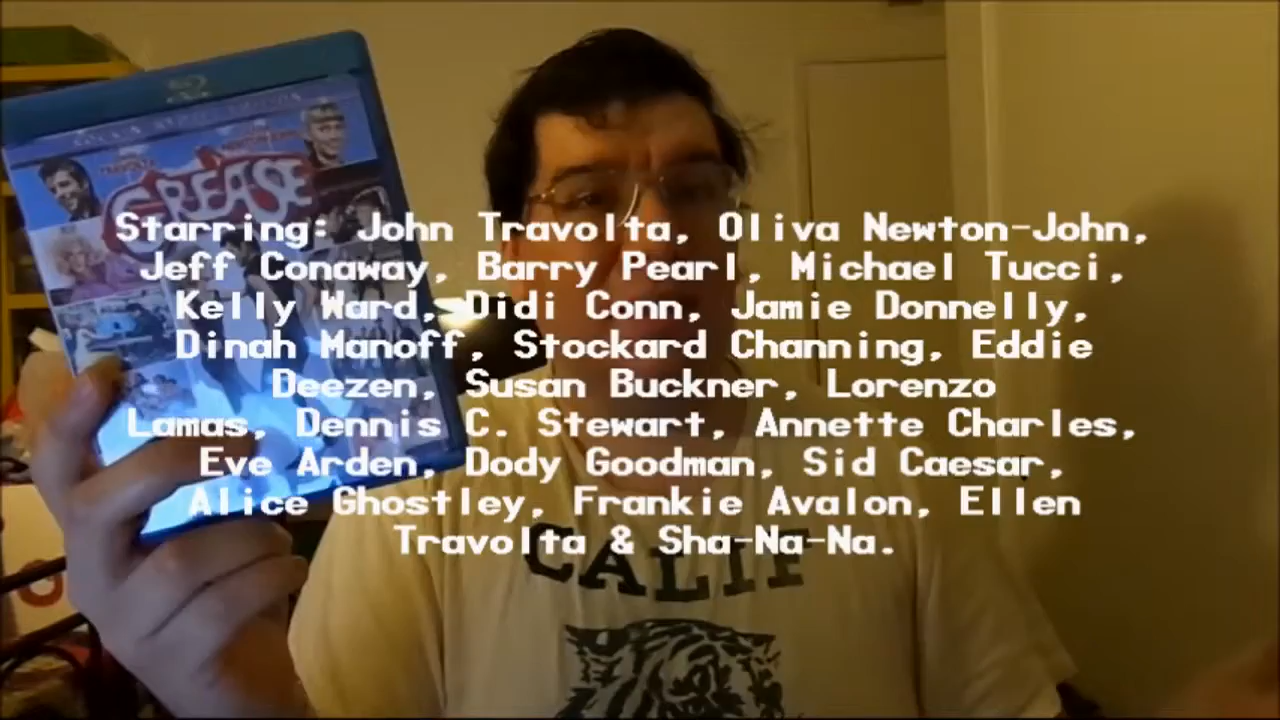 GREASE
Starring: John Travolta, Oliva Newton-John,
Jeff Conaway, Barry Pearl, Michael Tucci,
Kelly Ward, Didi Conn, Jamie Donnelly,
Dinah Manoff, Stockard Channing, Eddie
Deezen, Susan Buckner, Lorenzo
Lamas, Dennis C. Stewart, Annette Charles,
Eve Arden, Dody Goodman, Sid Caesar,
Alice Ghostley, Frankie Avalon, Ellen
Travolta & Sha-Na-Na.
CALIF